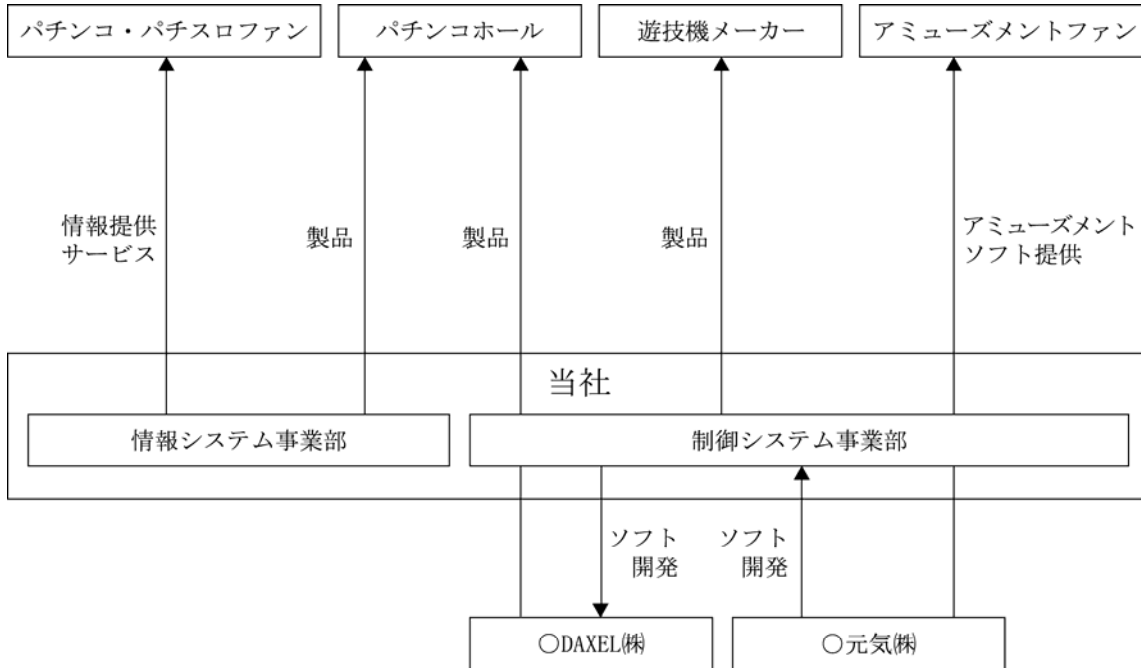 パチンコ・パチスロファン
パチンコホール
遊技機メーカー
アミューズメントファン
情報提供
サービス
製品
製品
製品
アミューズメント
ソフト提供
当社
情報システム事業部
制御システム事業部
ソフト
開発
ソフト
開発
○DAXEL㈱
○元気㈱